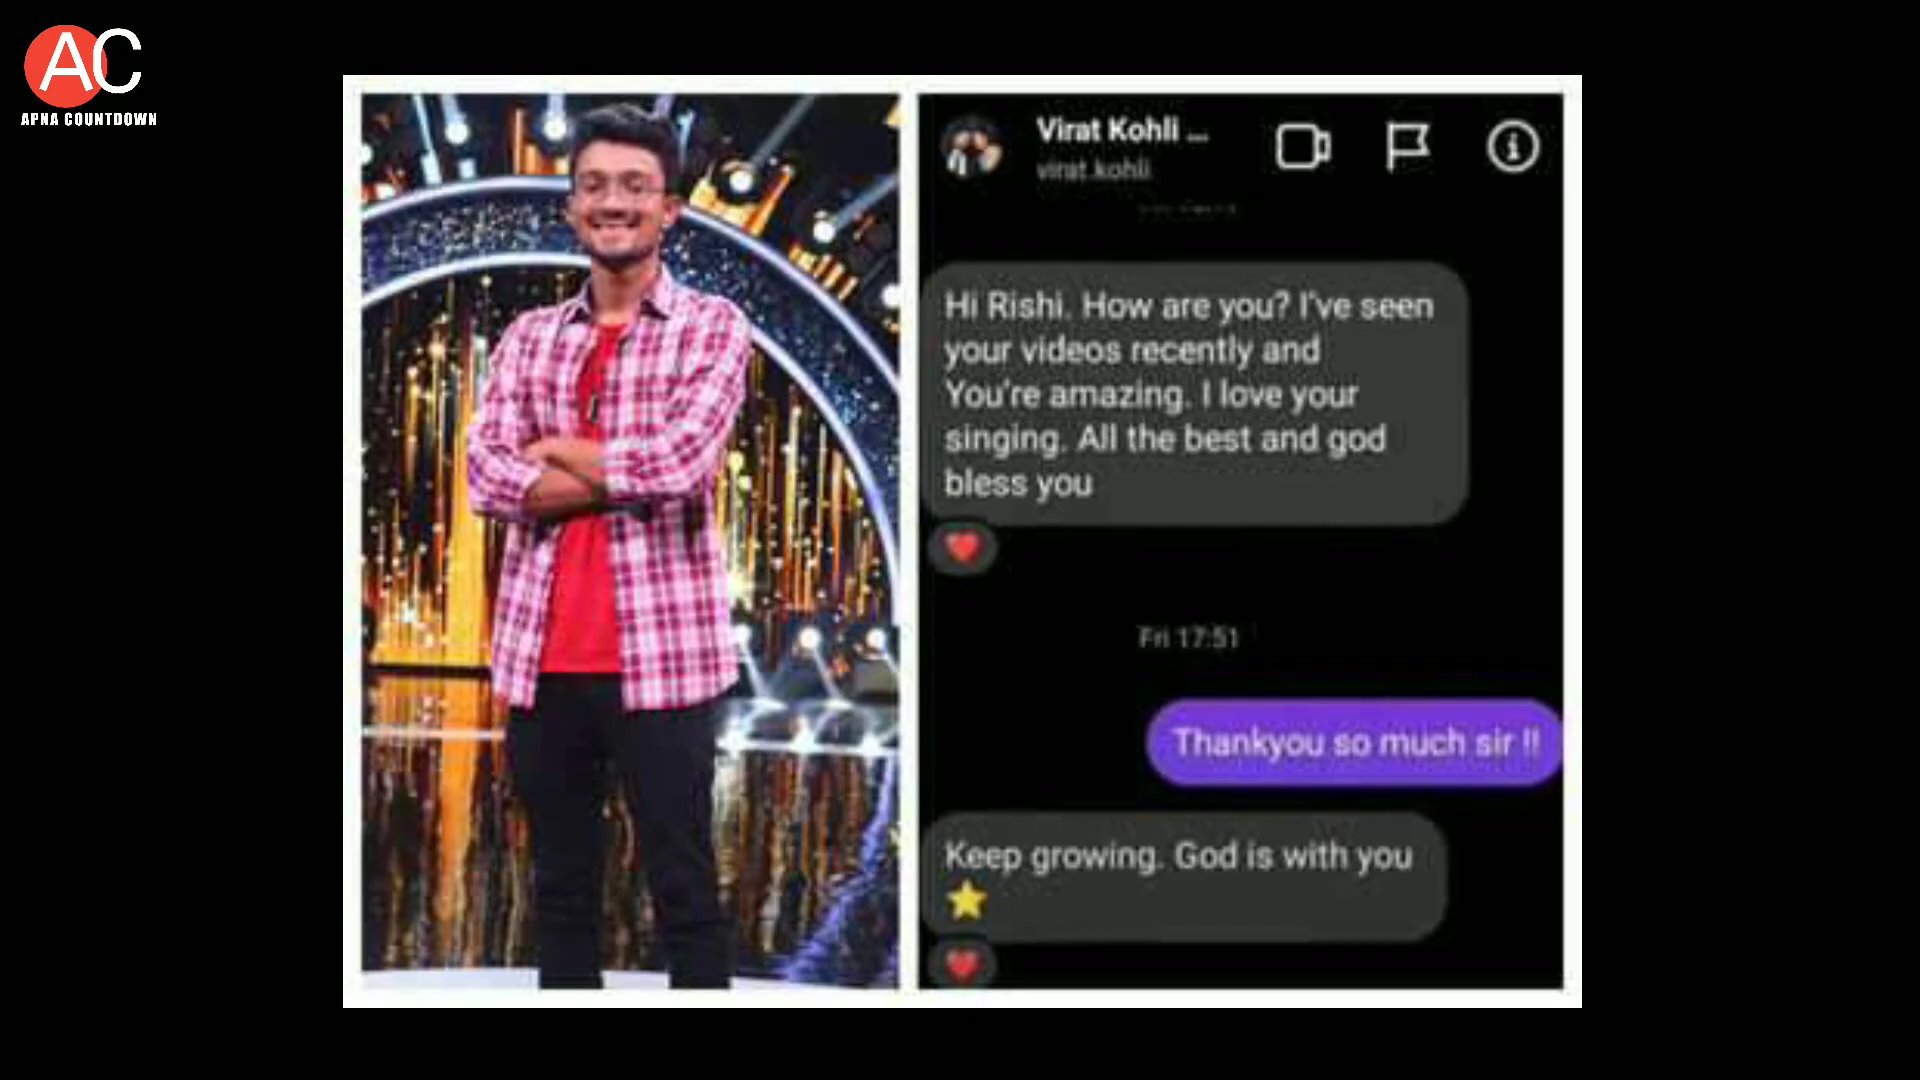 AC
APNA COUNTDOWN
Virat Kohli ...
virat.kohli
Hi Rishi. How are you? I've seen
your videos recently and
You're amazing. I love your
singing. All the best and god
bless you
Fri 17:51
Thankyou so much sir !!
Keep growing. God is with you
⭐